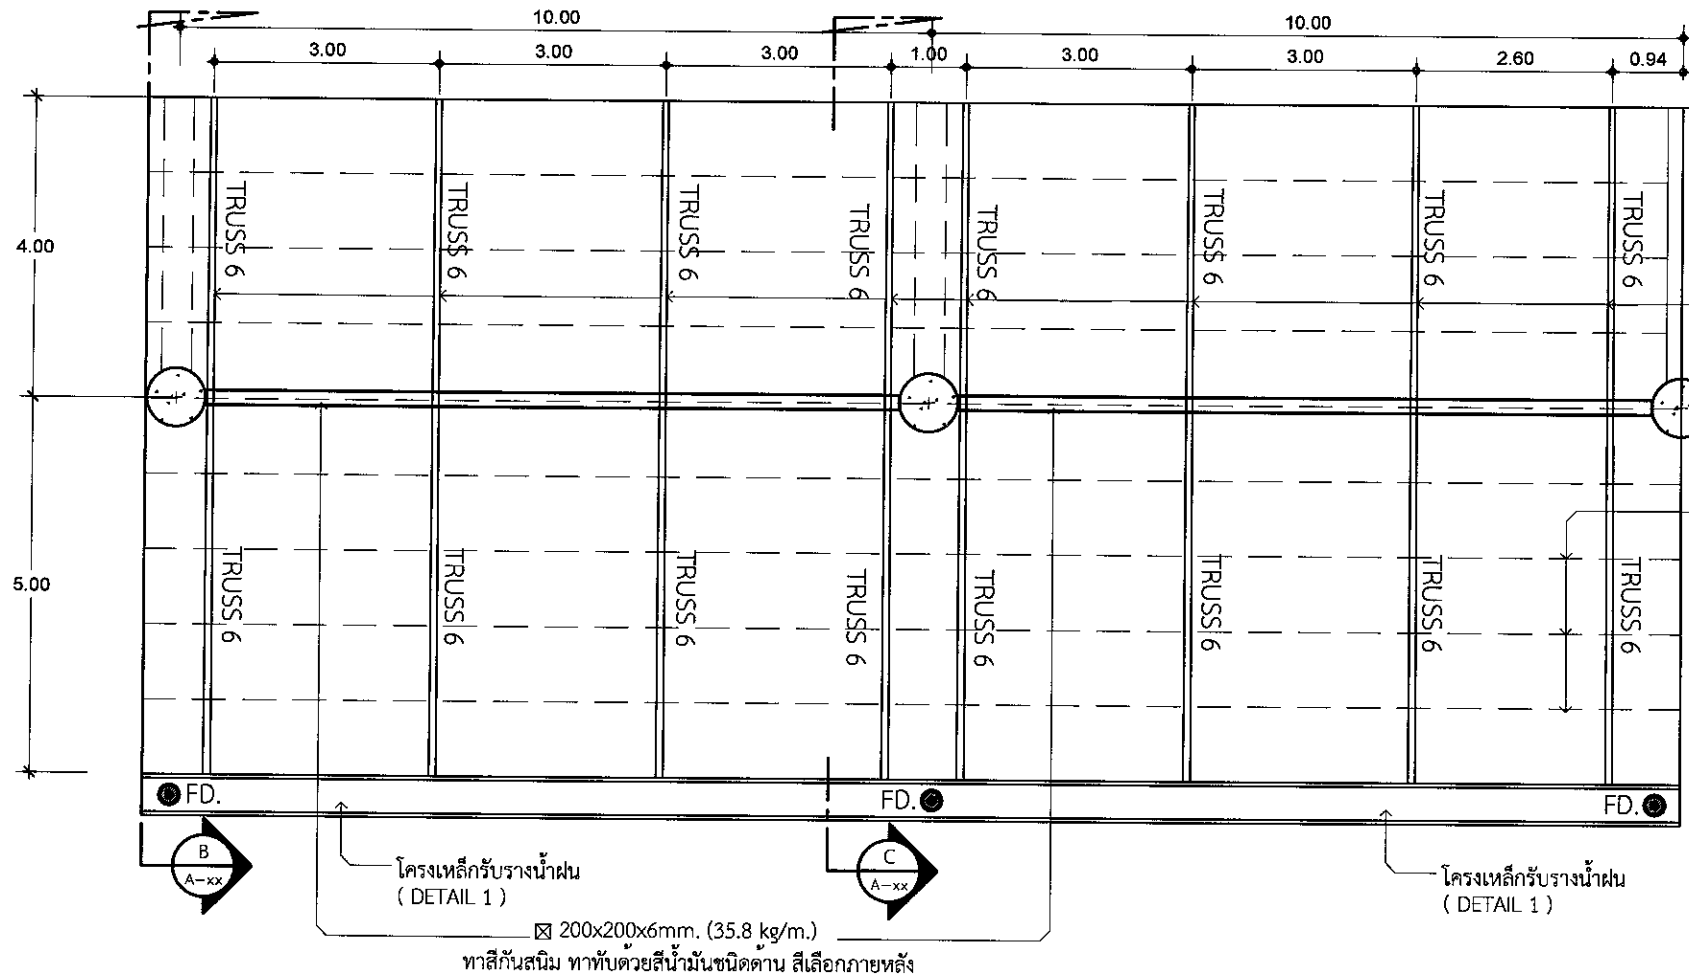 10.00
10.00
3.00
3.00
3.00
1.00
3.00
3.00
2.60
0.94
4.00
TRUSS 6
TRUSS 6
TRUSS 6
TRUSS 6
TRUSS 6
TRUSS 6
TRUSS 6
TRUSS 6
5.00
TRUSS 6
TRUSS 6
TRUSS 6
TRUSS 6
TRUSS 6
TRUSS 6
TRUSS 6
TRUSS 6
FD.
FD.
FD.
B
A-xx
C
A-xx
โครงเหล็กรับรางน้ำฝน
( DETAIL 1 )
โครงเหล็กรับรางน้ำฝน
( DETAIL 1 )
200x200x6mm. (35.8 kg/m.)
ทาสีกันสนิม ทาทับด้วยสีน้ำมันชนิดด้าน สีเลือกภายหลัง